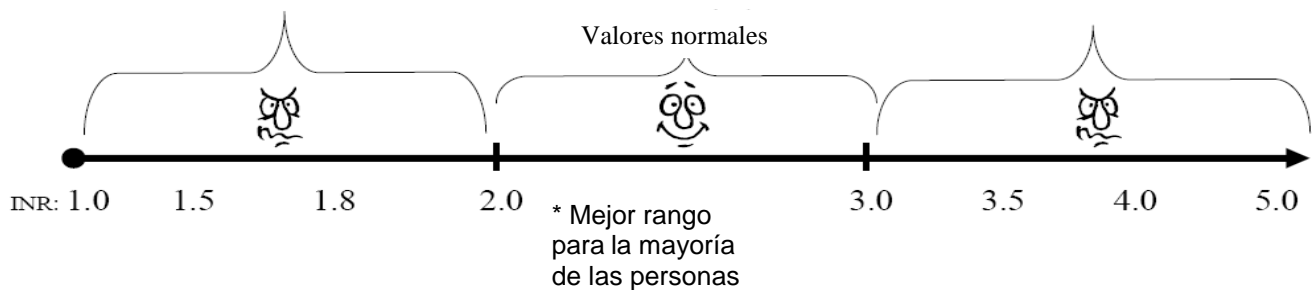 Valores normales
INR: 1.0 1.5 1.8 2.0 3.0 3.5 4.0 5.0
* Mejor rango
para la mayoría
de las personas